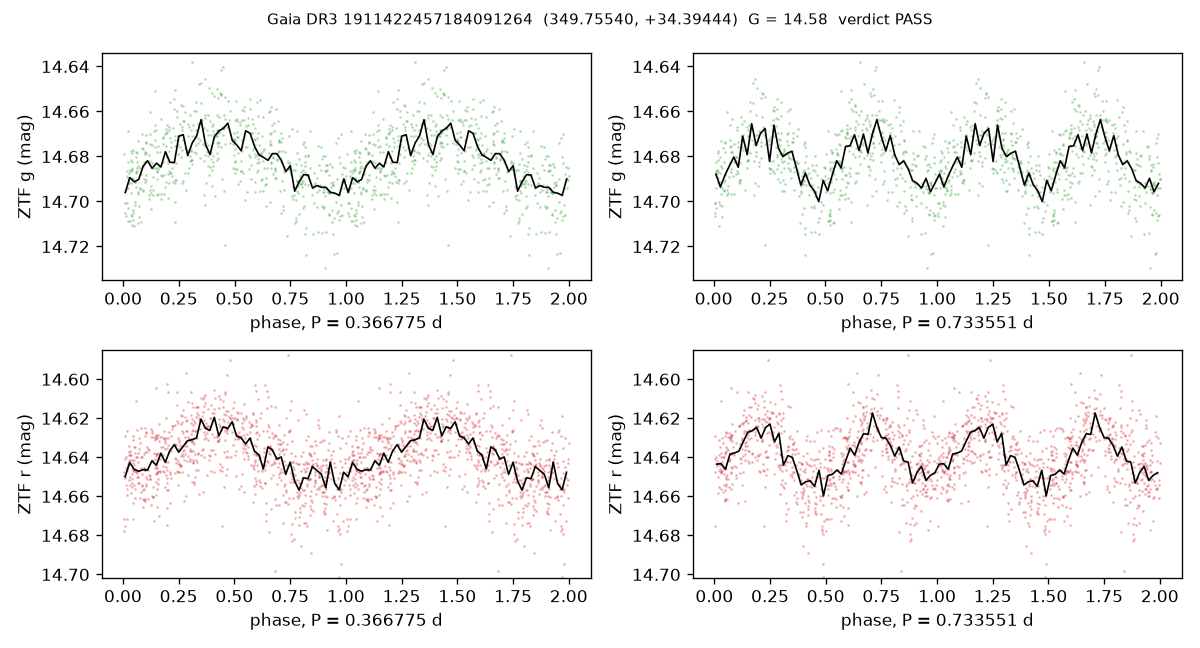 Gaia DR3 1911422457184091264  (349.75540, +34.39444)  G = 14.58  verdict PASS
ZTF g (mag)
14.64
14.66
14.68
14.70
14.72
0.00 0.25 0.50 0.75 1.00 1.25 1.50 1.75 2.00
phase, P = 0.366775 d
ZTF g (mag)
14.64
14.66
14.68
14.70
14.72
0.00 0.25 0.50 0.75 1.00 1.25 1.50 1.75 2.00
phase, P = 0.733551 d
ZTF r (mag)
14.60
14.62
14.64
14.66
14.68
14.70
0.00 0.25 0.50 0.75 1.00 1.25 1.50 1.75 2.00
phase, P = 0.366775 d
ZTF r (mag)
14.60
14.62
14.64
14.66
14.68
14.70
0.00 0.25 0.50 0.75 1.00 1.25 1.50 1.75 2.00
phase, P = 0.733551 d